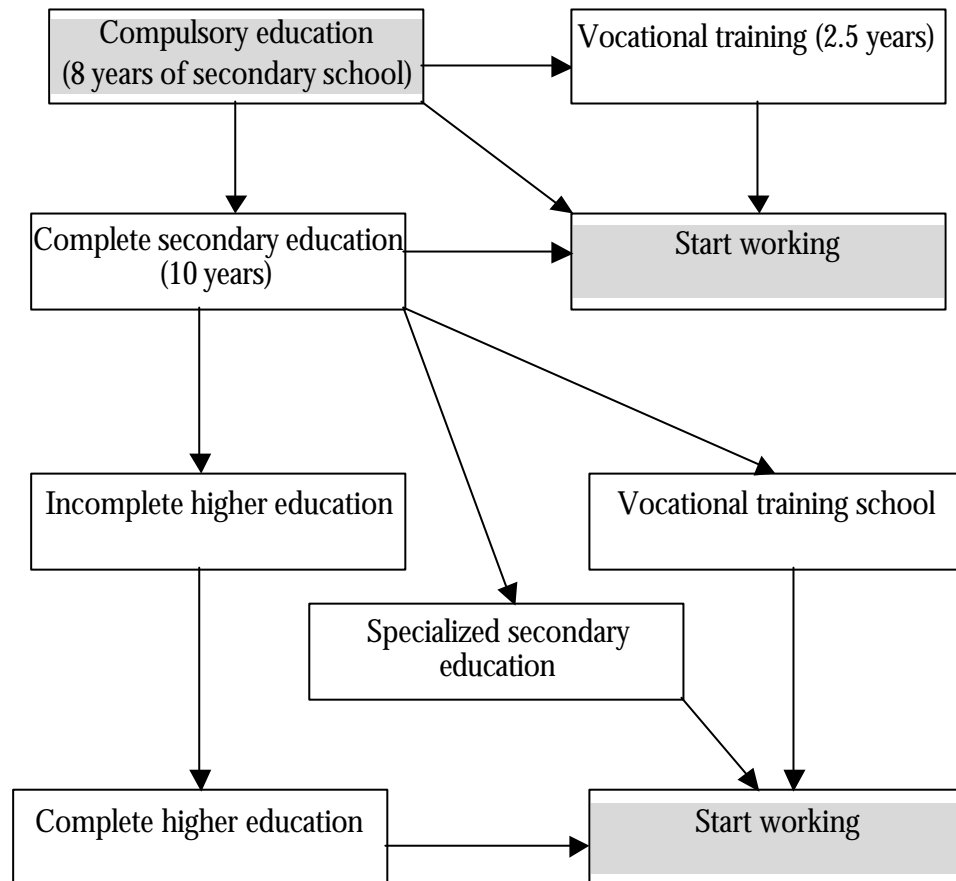 Compulsory education
(8 years of secondary school)
Vocational training (2.5 years)
Complete secondary education
(10 years)
Start working
Incomplete higher education
Vocational training school
Specialized secondary
education
Complete higher education
Start working